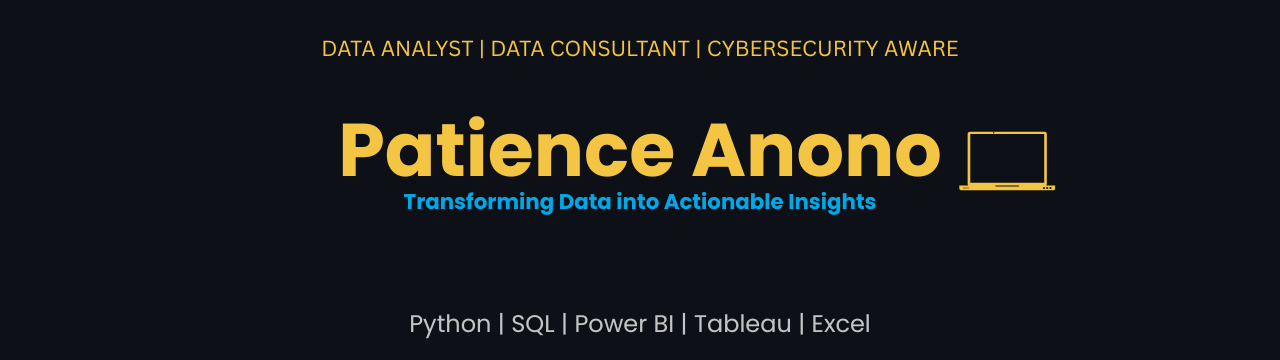 DATA ANALYST | DATA CONSULTANT | CYBERSECURITY AWARE
Patience Anono
Transforming Data into Actionable Insights
Python | SQL | Power BI | Tableau | Excel